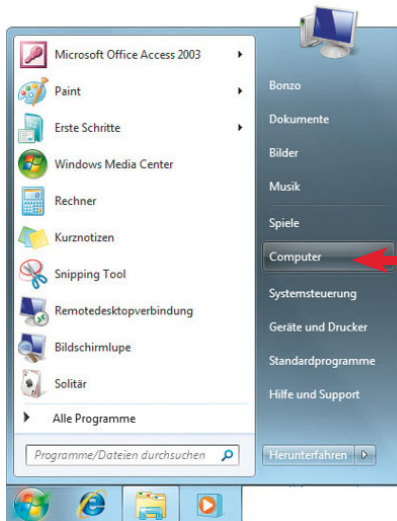 Microsoft Office Access 2003
Paint
Erste Schritte
Windows Media Center
Rechner
Kurznotizen
Snipping Tool
Remotedesktopverbindung
Bildschirmlupe
Solitär
Alle Programme
Programme/Dateien durchsuchen
Bonzo
Dokumente
Bilder
Musik
Spiele
Computer
Systemsteuerung
Geräte und Drucker
Standardprogramme
Hilfe und Support
Herunterfahren